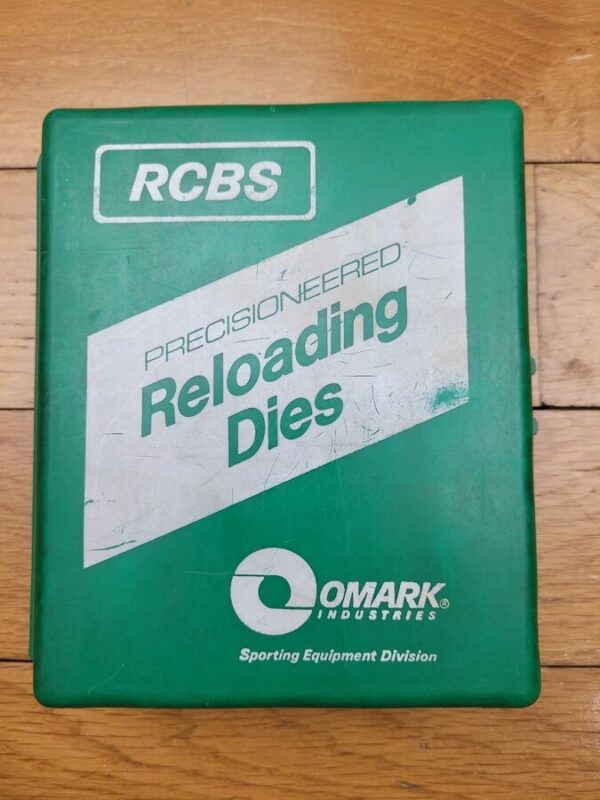 RCBS
PRECISIONEERED
Reloading
Dies
OMARK®
INDUSTRIES
Sporting Equipment Division